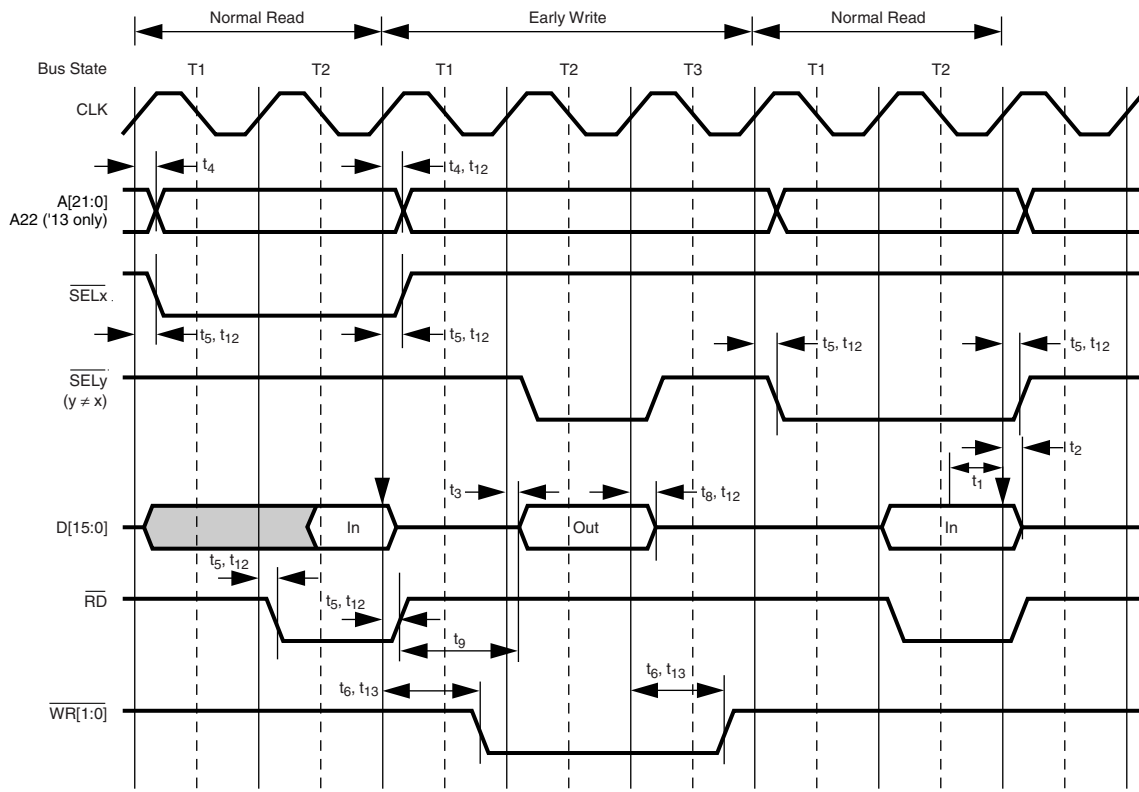 Normal Read Early Write Normal Read
Bus State T1 T2 T1 T2 T3 T1 T2
CLK
t4 t4, t12
A[21:0]
A22 ('13 only)
SELx
t5, t12 t5, t12 t5, t12 t5, t12
SELy
(y ≠ x)
t2
t1
t3 t8, t12
D[15:0] In Out In
t5, t12
RD t5, t12
t9
t6, t13 t6, t13
WR[1:0]